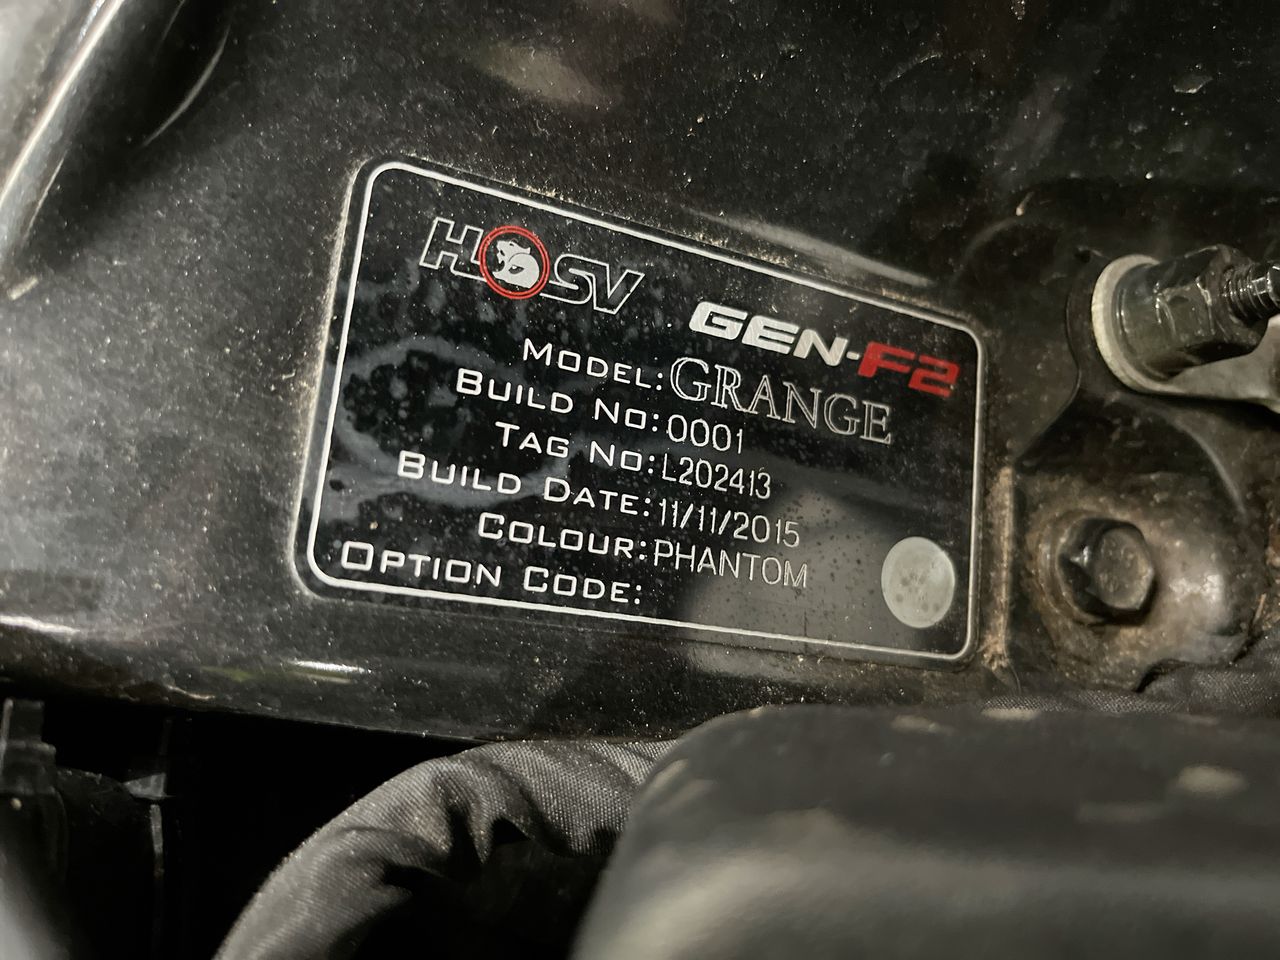 HSV
GEN-F2
MODEL: GRANGE
BUILD NO: 0001
TAG NO: L202413
BUILD DATE: 11/11/2015
COLOUR: PHANTOM
OPTION CODE: